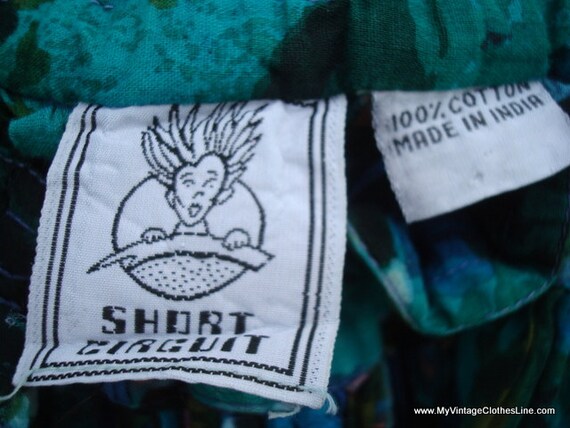 SHORT
CIRCUIT
100% COTTON
MADE IN INDIA
www.MyVintageClothesLine.com